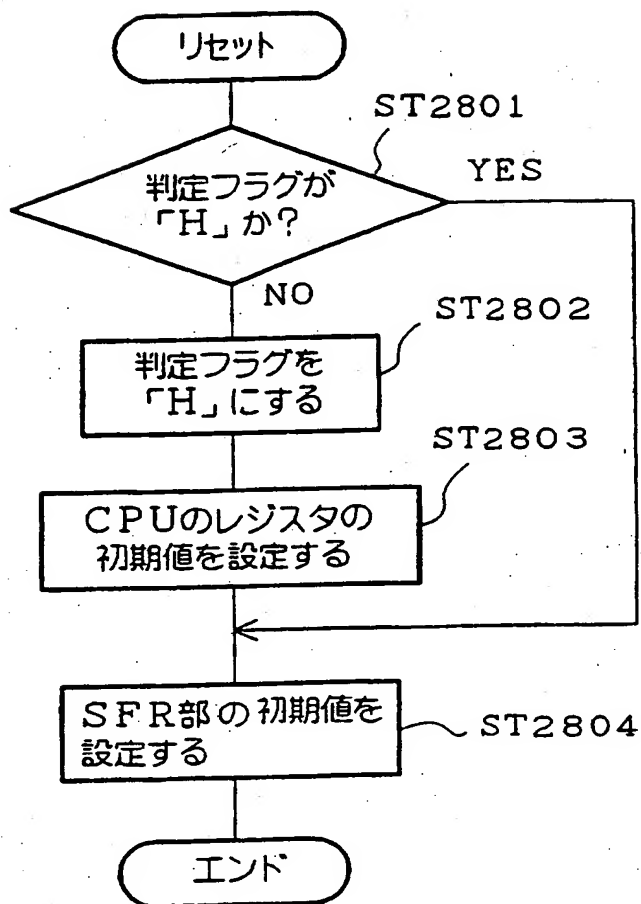 リセット
ST2801
判定フラグが
「H」か?
YES
NO
ST2802
判定フラグを
「H」にする
ST2803
CPUのレジスタの
初期値を設定する
SFR部の初期値を
設定する
ST2804
エンド